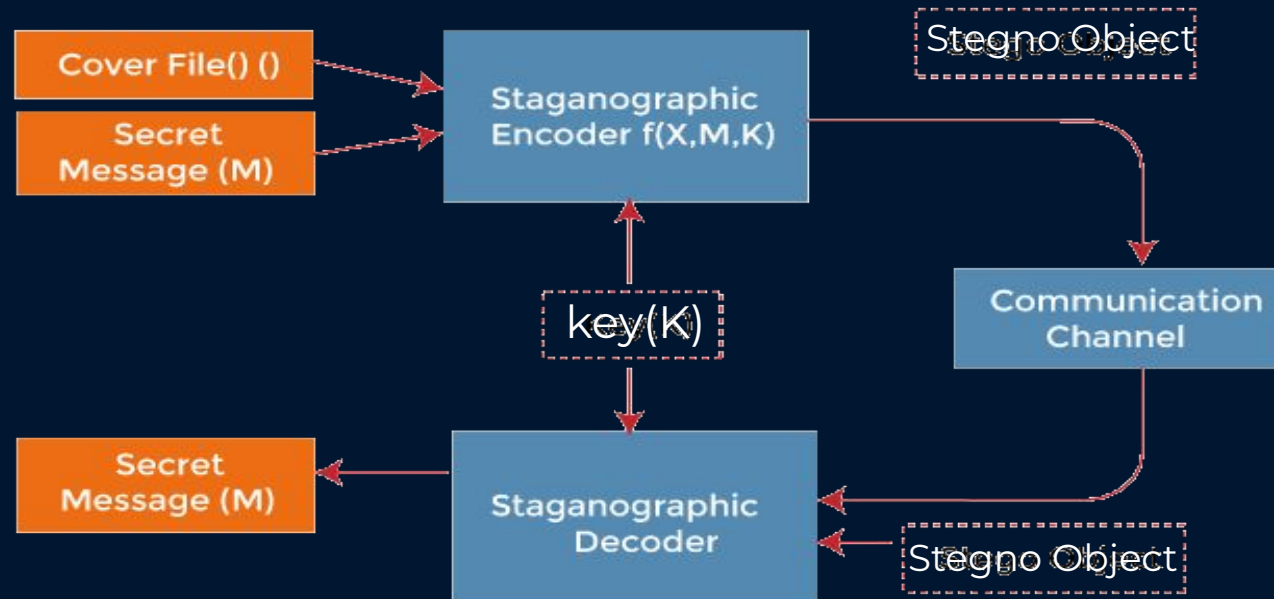 Cover File() ()
Secret
Message (M)
Staganographic
Encoder f(X,M,K)
Stegno Object
key(K)
Communication
Channel
Secret
Message (M)
Staganographic
Decoder
Stegno Object